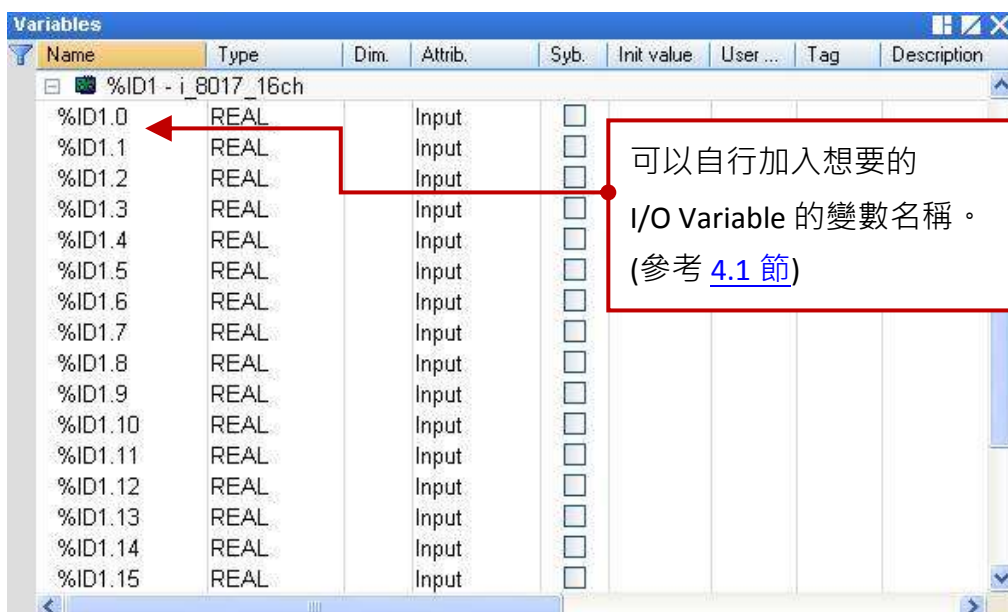 Variables
Name Type Dim. Attrib. Syb. Init value User ... Tag Description
%ID1 - i_8017_16ch
%ID1.0 REAL Input
%ID1.1 REAL Input
%ID1.2 REAL Input
%ID1.3 REAL Input
%ID1.4 REAL Input
%ID1.5 REAL Input
%ID1.6 REAL Input
%ID1.7 REAL Input
%ID1.8 REAL Input
%ID1.9 REAL Input
%ID1.10 REAL Input
%ID1.11 REAL Input
%ID1.12 REAL Input
%ID1.13 REAL Input
%ID1.14 REAL Input
%ID1.15 REAL Input
可以自行加入想要的
I/O Variable 的變數名稱。
(參考 4.1 節)